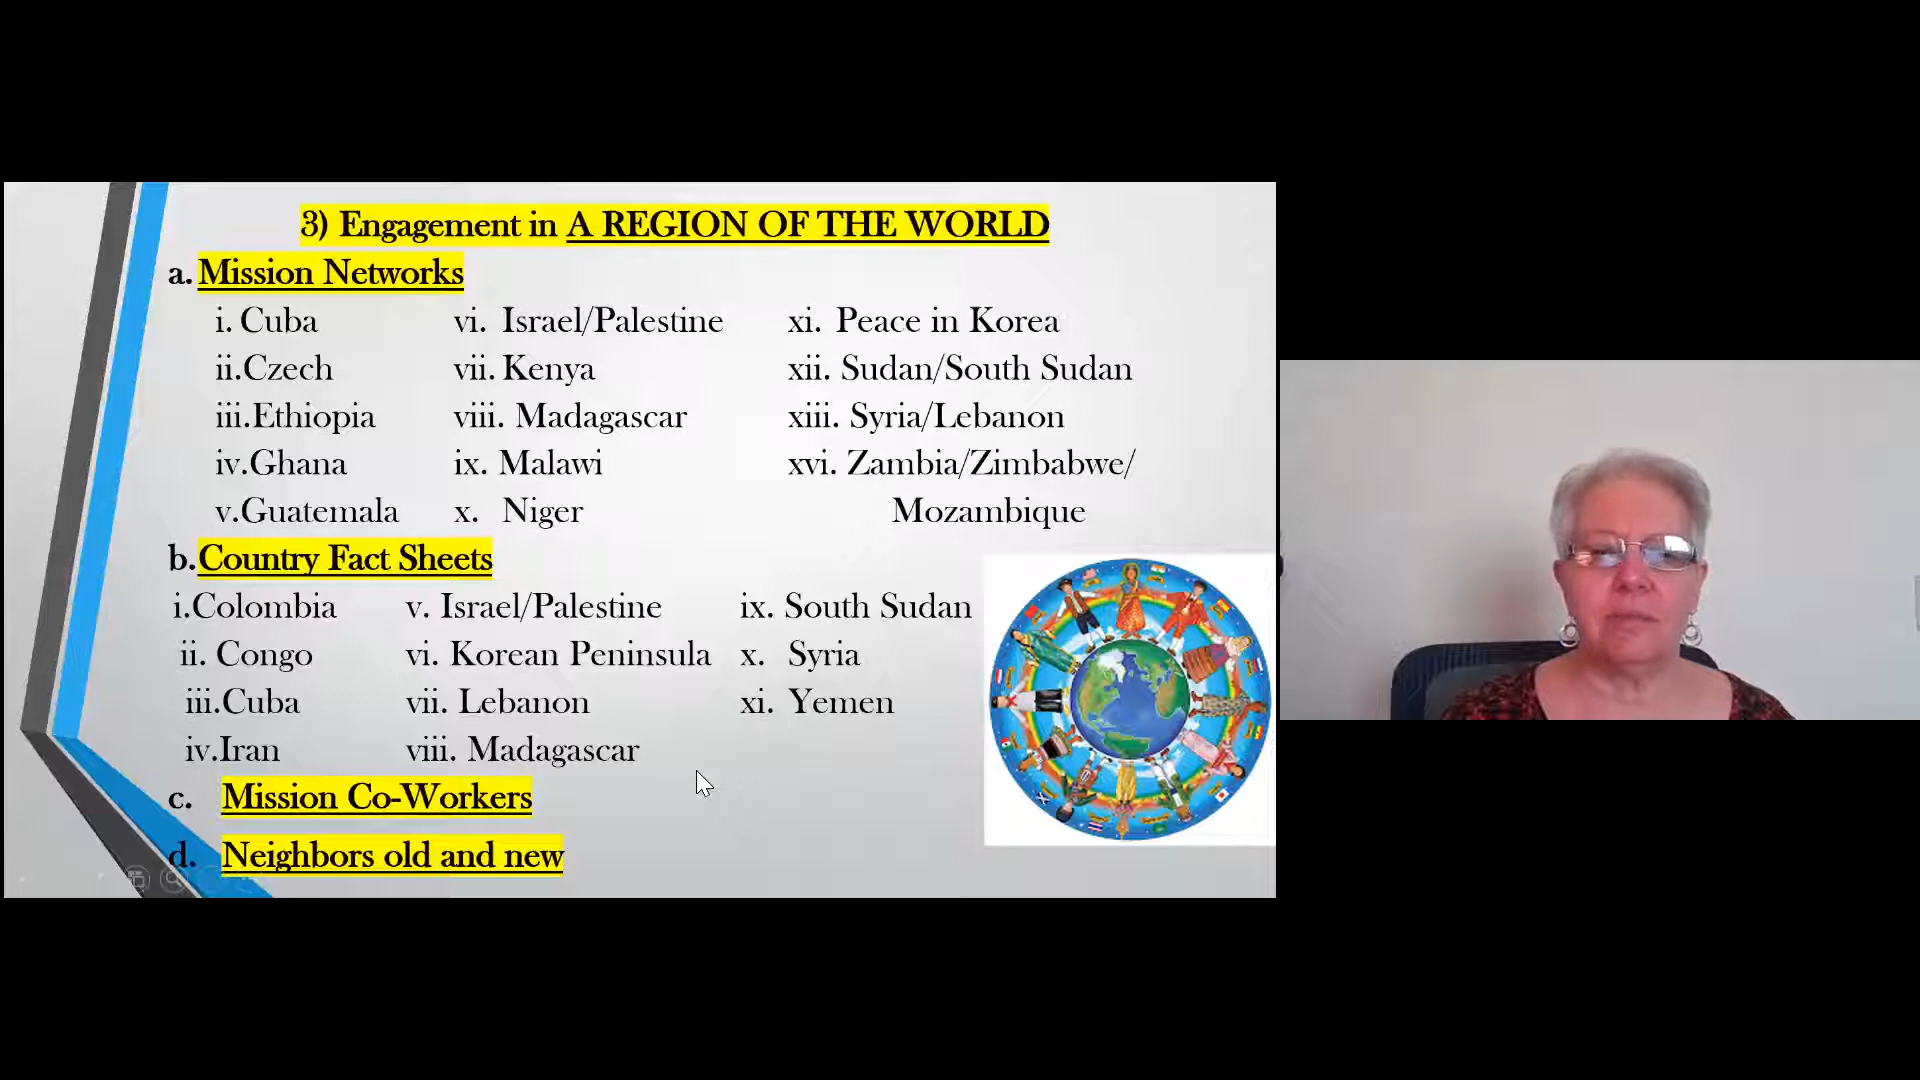 3) Engagement in A REGION OF THE WORLD
a. Mission Networks
i. Cuba vi. Israel/Palestine xi. Peace in Korea
ii.Czech vii. Kenya xii. Sudan/South Sudan
iii.Ethiopia viii. Madagascar xiii. Syria/Lebanon
iv.Ghana ix. Malawi xvi. Zambia/Zimbabwe/
v.Guatemala x. Niger Mozambique
b.Country Fact Sheets
i.Colombia v. Israel/Palestine ix. South Sudan
ii. Congo vi. Korean Peninsula x. Syria
iii.Cuba vii. Lebanon xi. Yemen
iv.Iran viii. Madagascar
c. Mission Co-Workers
d. Neighbors old and new